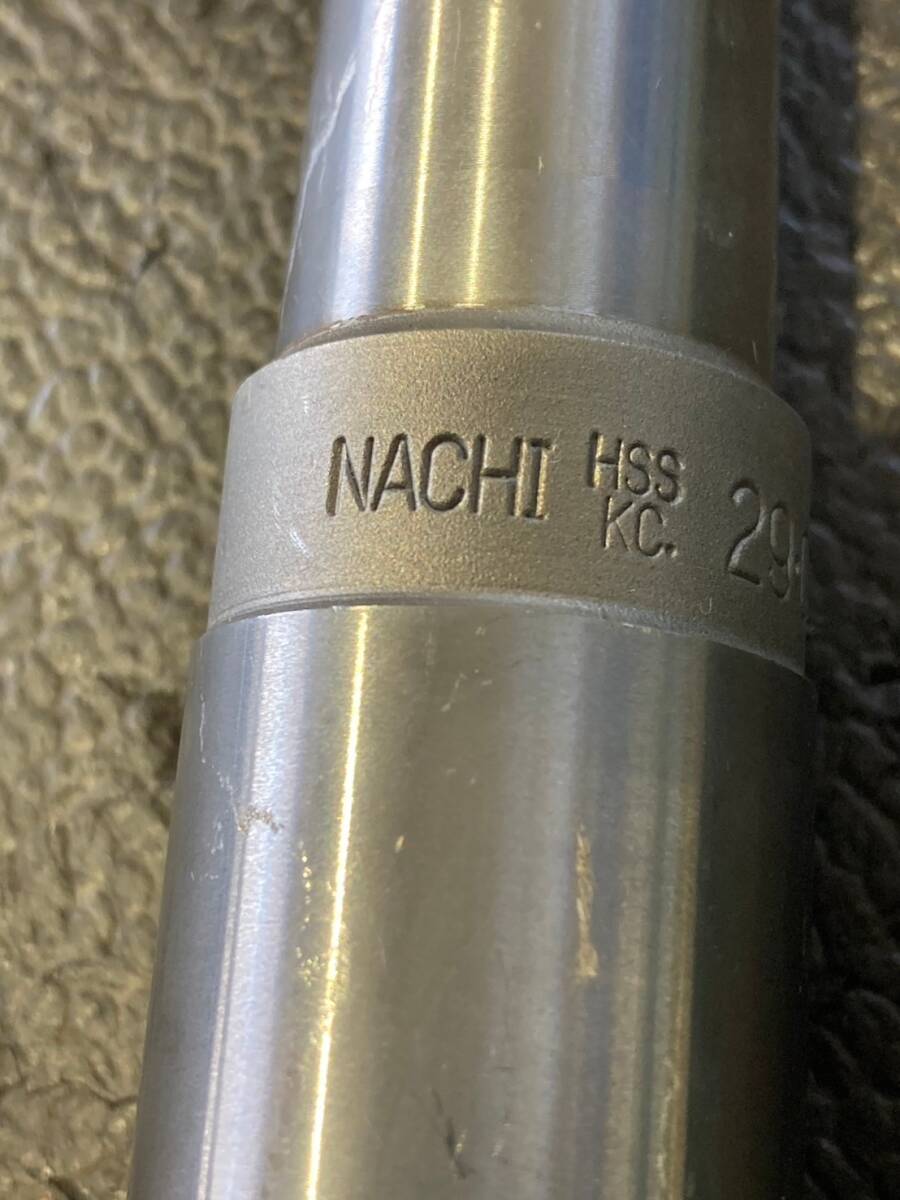 NACHI HSS 29.
KC.